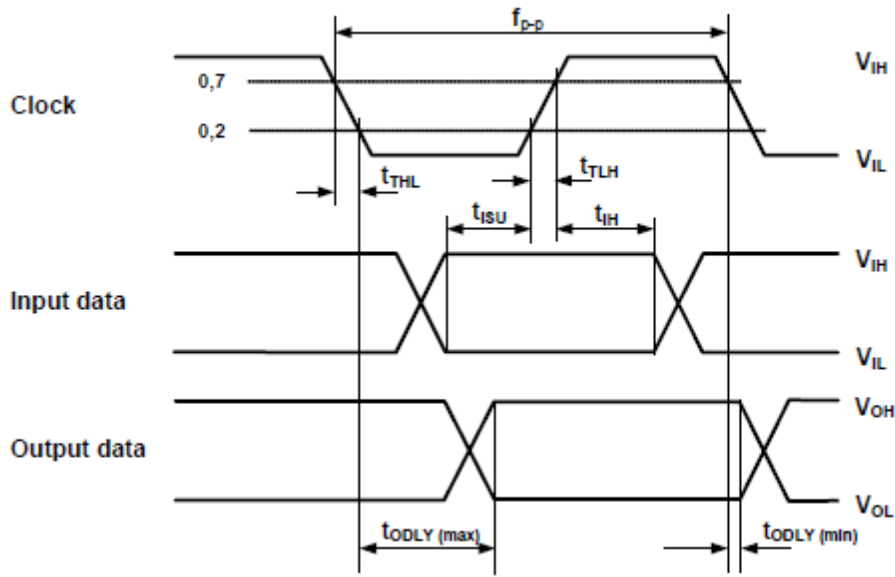 fp-p
VIH
0,7
Clock
0,2
VIL
tTHL
tTLH
tISU
tIH
VIH
Input data
VIL
VOH
Output data
VOL
tODLY (max)
tODLY (min)